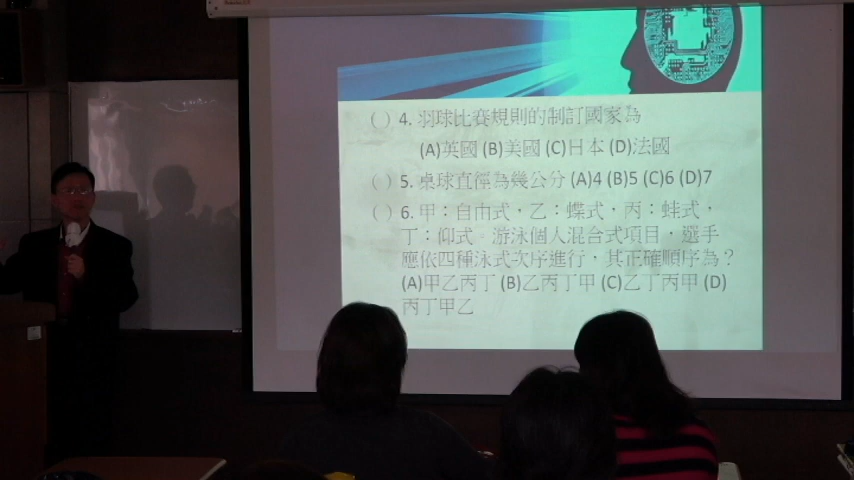 ( ) 4. 羽球比賽規則的制訂國家為
(A)英國 (B)美國 (C)日本 (D)法國
( ) 5. 桌球直徑為幾公分 (A)4 (B)5 (C)6 (D)7
( ) 6. 甲：自由式，乙：蝶式，丙：蛙式，
丁：仰式。游泳個人混合式項目，選手
應依四種泳式次序進行，其正確順序為？
(A)甲乙丙丁 (B)乙丙丁甲 (C)乙丁丙甲 (D)
丙丁甲乙